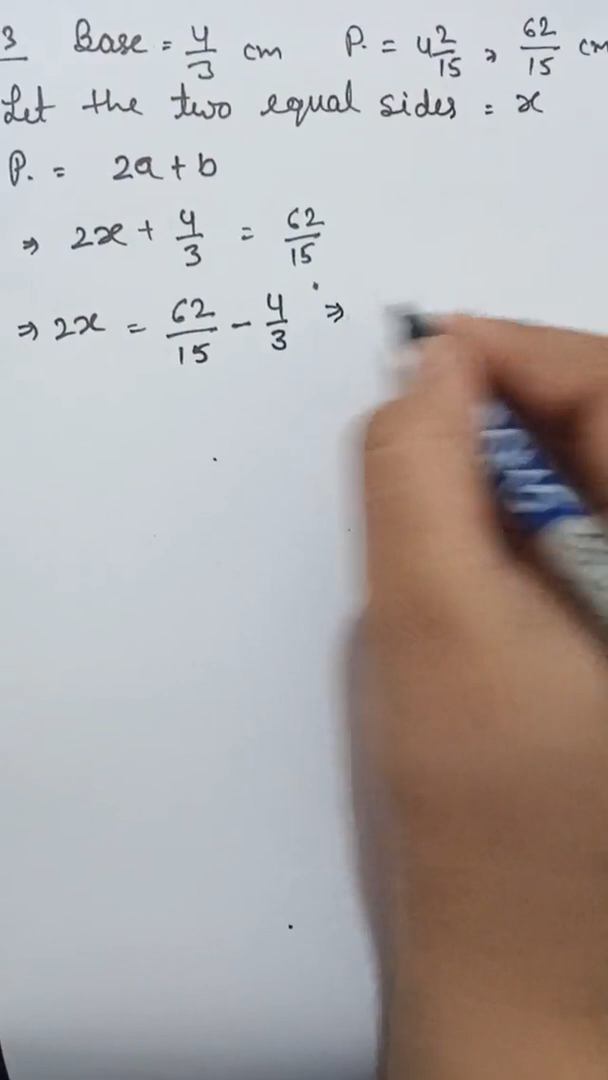 3 Base = 4/3 cm P. = 4 2/15 , 62/15 cm
Let the two equal sides = x
P. = 2a + b
⇒ 2x + 4/3 = 62/15
⇒ 2x = 62/15 - 4/3 ⇒